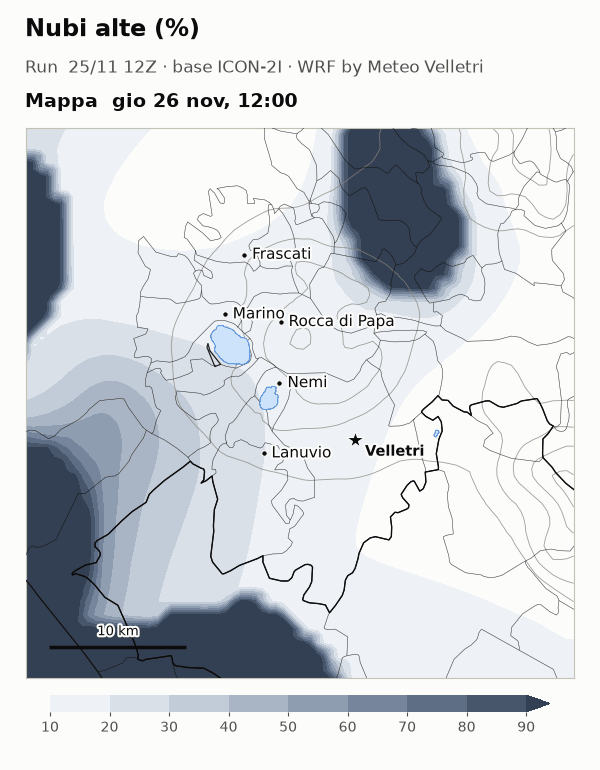 Nubi alte (%)
Run  25/11 12Z · base ICON-2I · WRF by Meteo Velletri
Mappa  gio 26 nov, 12:00
Frascati
Marino
Rocca di Papa
Nemi
Velletri
Lanuvio
10 km
10 20 30 40 50 60 70 80 90